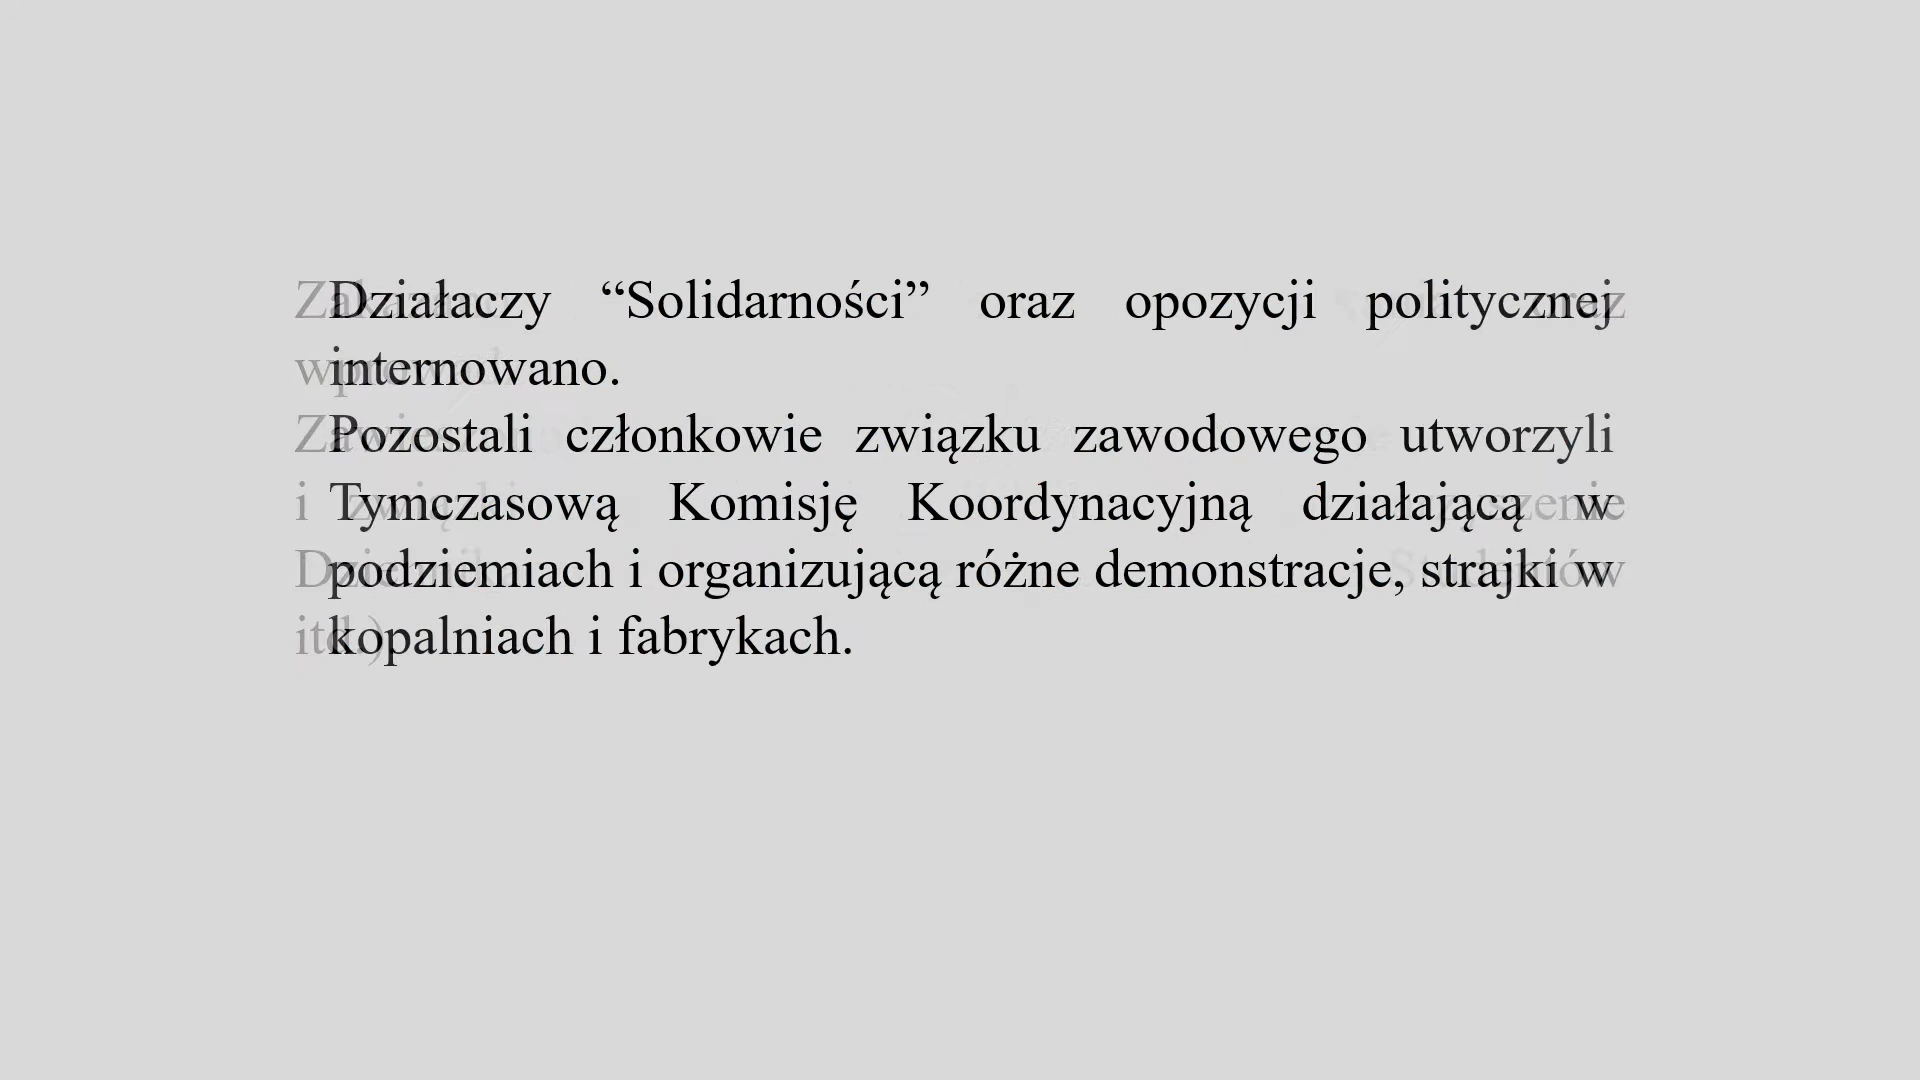 Działaczy “Solidarności” oraz opozycji politycznej
internowano.
Pozostali członkowie związku zawodowego utworzyli
Tymczasową Komisję Koordynacyjną działającą w
podziemiach i organizującą różne demonstracje, strajki w
kopalniach i fabrykach.